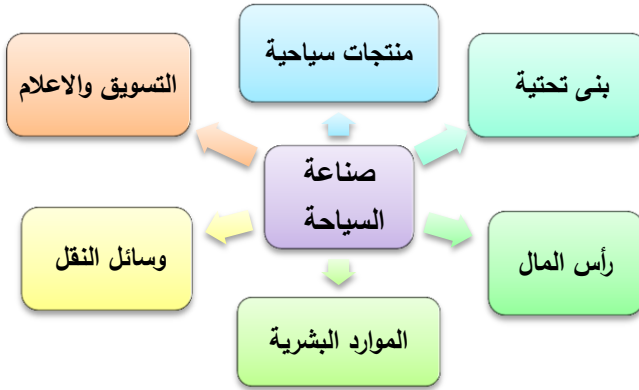 منتجات سياحية
بنى تحتية
التسويق والاعلام
صناعة
السياحة
رأس المال
وسائل النقل
الموارد البشرية